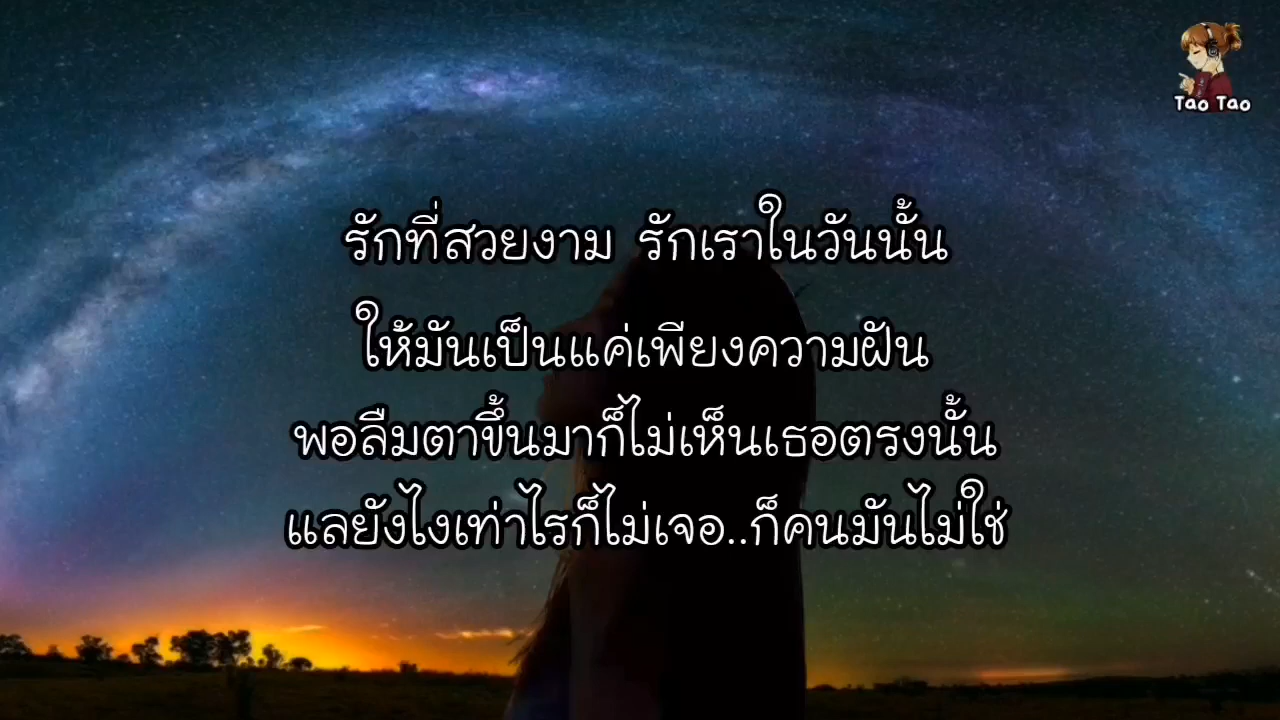 Tao Tao
รักที่สวยงาม รักเราในวันนั้น
ให้มันเป็นแค่เพียงความฝัน
พอลืมตาขึ้นมาก็ไม่เห็นเธอตรงนั้น
แลยังไงเท่าไรก็ไม่เจอ..ก็คนมันไม่ใช่